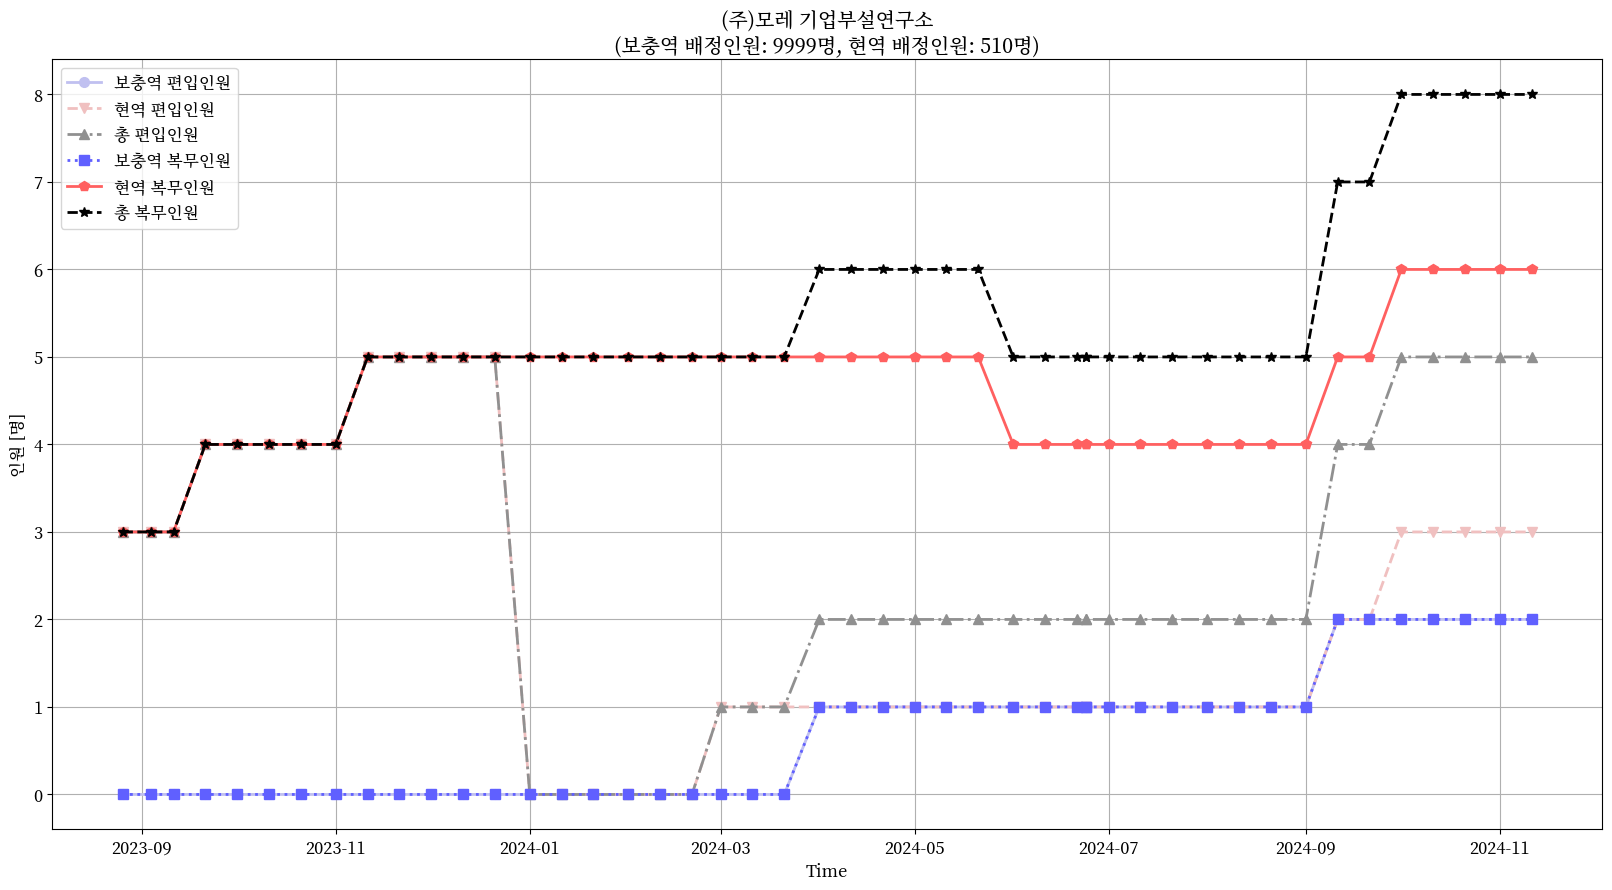 (주)모레 기업부설연구소
(보충역 배정인원: 9999명, 현역 배정인원: 510명)
보충역 편입인원
현역 편입인원
총 편입인원
보충역 복무인원
현역 복무인원
총 복무인원
인원 [명]
8
7
6
5
4
3
2
1
0
2023-09
2023-11
2024-01
2024-03
2024-05
2024-07
2024-09
2024-11
Time